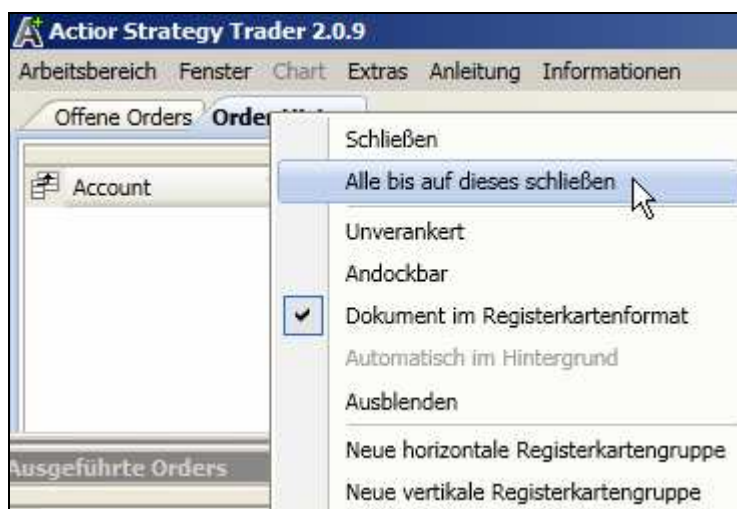 Actior Strategy Trader 2.0.9
Arbeitsbereich Fenster Chart Extras Anleitung Informationen
Offene Orders
Account
Schließen
Alle bis auf dieses schließen
Unverankert
Andockbar
Dokument im Registerkartenformat
Automatisch im Hintergrund
Ausblenden
Neue horizontale Registerkartengruppe
Neue vertikale Registerkartengruppe
Ausgeführte Orders